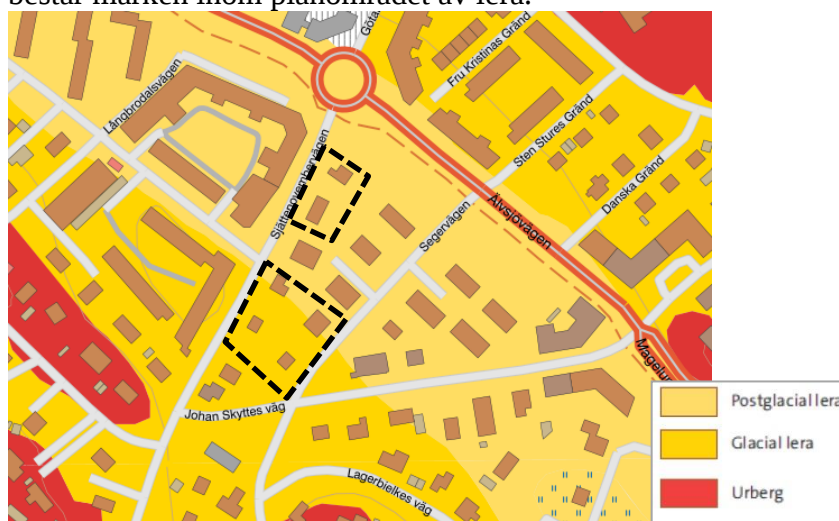 består marken inom planområdet av lera.
Göta
Fru Kristinas Gränd
Långbrodalsvägen
Sten Stures Gränd
Sjättenovembervägen
Danska Gränd
Segervägen
Älvsjövägen
Magelun
Johan Skyttes väg
Lagerbielkes väg
Postglacial lera
Glacial lera
Urberg